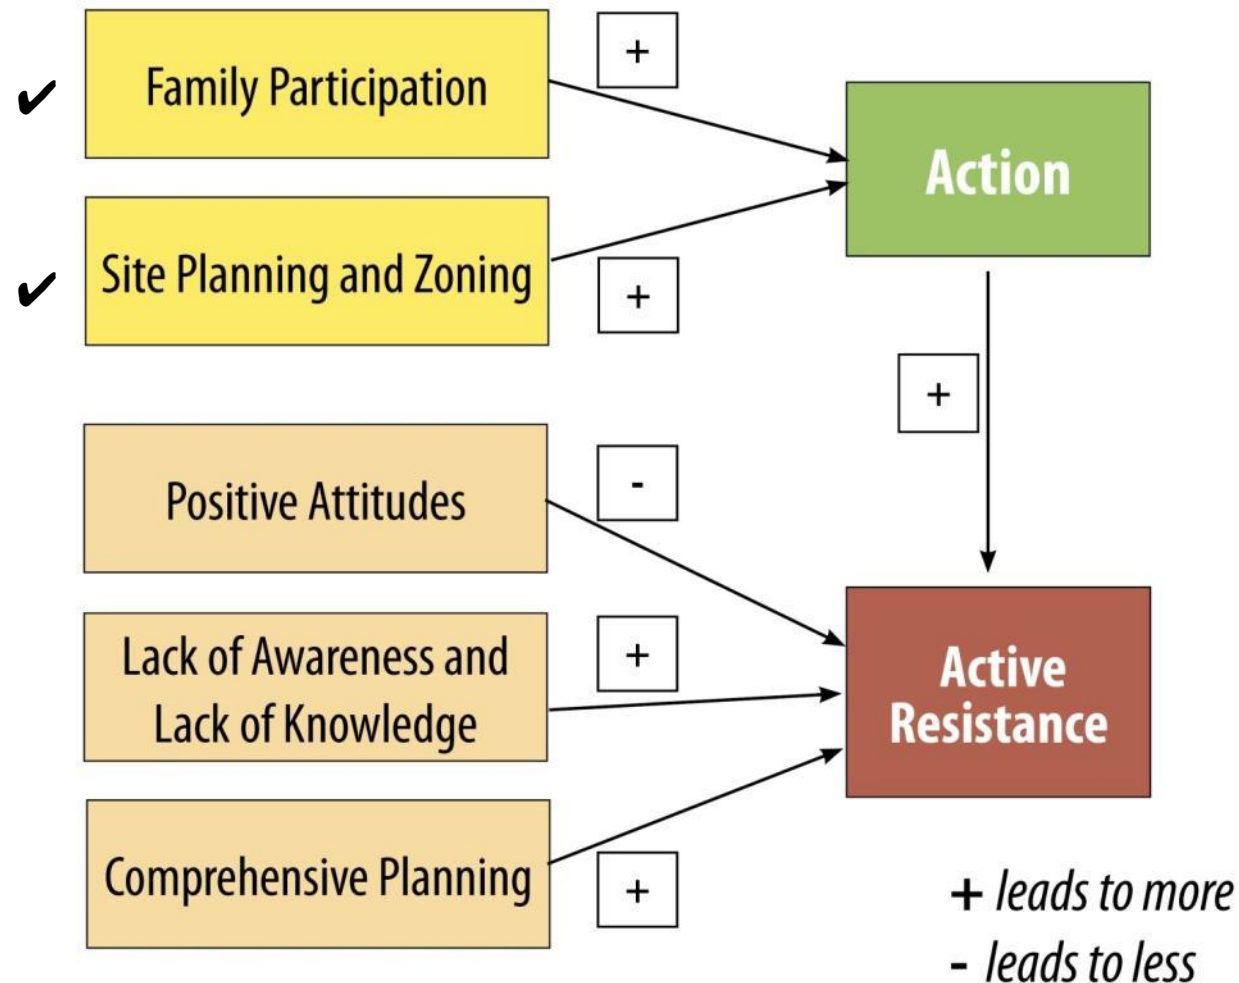 ✔ Family Participation
+
Action
✔ Site Planning and Zoning
+
+
Positive Attitudes
-
Lack of Awareness and
Lack of Knowledge
+
Active
Resistance
Comprehensive Planning
+
+ leads to more
- leads to less